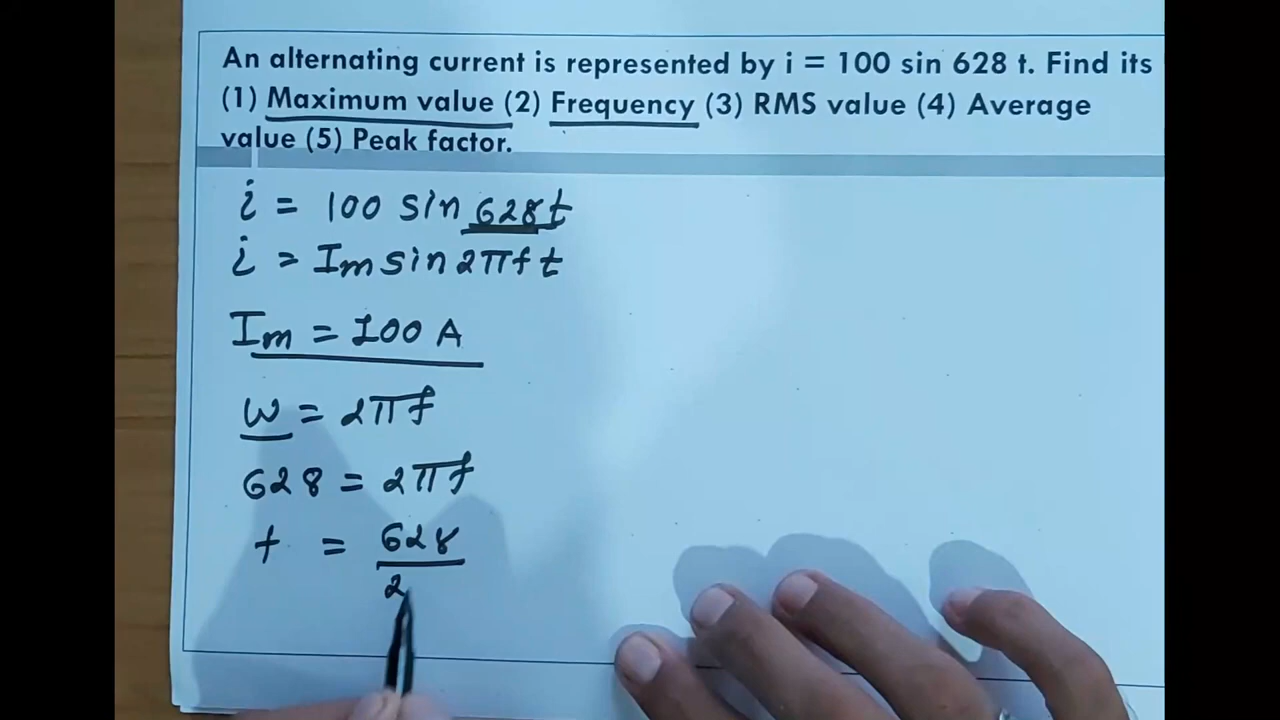 An alternating current is represented by i = 100 sin 628 t. Find its
(1) Maximum value (2) Frequency (3) RMS value (4) Average
value (5) Peak factor.
i = 100 sin 628t
i = Im sin 2πft
Im = 100 A
w = 2πf
628 = 2πf
f = 628
2